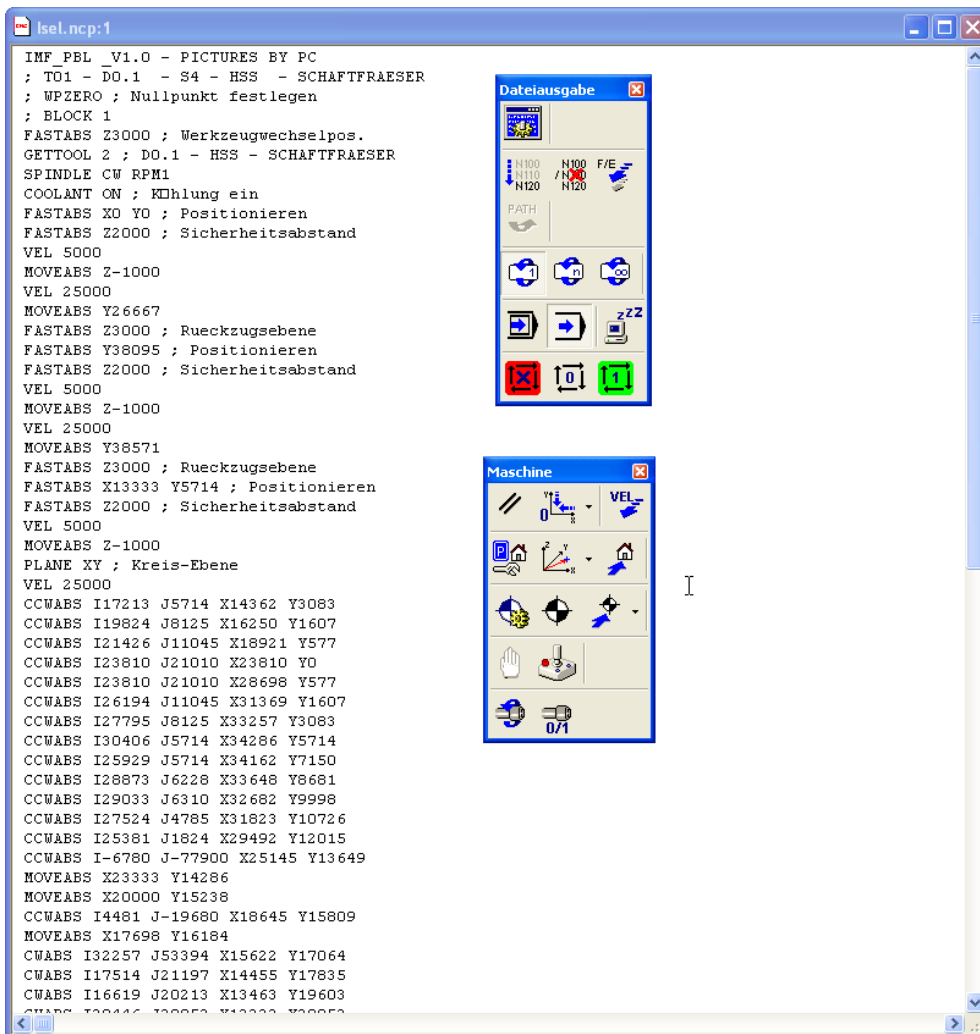 Isel.ncp:1
IMF_PBL _V1.0 - PICTURES BY PC
; T01 - D0.1  - S4 - HSS  - SCHAFTFRAESER
; WPZERO ; Nullpunkt festlegen
; BLOCK 1
FASTABS Z3000 ; Werkzeugwechselpos.
GETTOOL 2 ; D0.1 - HSS - SCHAFTFRAESER
SPINDLE CW RPM1
COOLANT ON ; K□hlung ein
FASTABS X0 Y0 ; Positionieren
FASTABS Z2000 ; Sicherheitsabstand
VEL 5000
MOVEABS Z-1000
VEL 25000
MOVEABS Y26667
FASTABS Z3000 ; Rueckzugsebene
FASTABS Y38095 ; Positionieren
FASTABS Z2000 ; Sicherheitsabstand
VEL 5000
MOVEABS Z-1000
VEL 25000
MOVEABS Y38571
FASTABS Z3000 ; Rueckzugsebene
FASTABS X13333 Y5714 ; Positionieren
FASTABS Z2000 ; Sicherheitsabstand
VEL 5000
MOVEABS Z-1000
PLANE XY ; Kreis-Ebene
VEL 25000
CCWABS I17213 J5714 X14362 Y3083
CCWABS I19824 J8125 X16250 Y1607
CCWABS I21426 J11045 X18921 Y577
CCWABS I23810 J21010 X23810 Y0
CCWABS I23810 J21010 X28698 Y577
CCWABS I26194 J11045 X31369 Y1607
CCWABS I27795 J8125 X33257 Y3083
CCWABS I30406 J5714 X34286 Y5714
CCWABS I25929 J5714 X34162 Y7150
CCWABS I28873 J6228 X33648 Y8681
CCWABS I29033 J6310 X32682 Y9998
CCWABS I27524 J4785 X31823 Y10726
CCWABS I25381 J1824 X29492 Y12015
CCWABS I-6780 J-77900 X25145 Y13649
MOVEABS X23333 Y14286
MOVEABS X20000 Y15238
CCWABS I4481 J-19680 X18645 Y15809
MOVEABS X17698 Y16184
CWABS I32257 J53394 X15622 Y17064
CWABS I17514 J21197 X14455 Y17835
CWABS I16619 J20213 X13463 Y19603
Dateiausgabe
N100
N110
N120
N100
/ N
N120
F/E
PATH
1
n
∞
zzZ
X
0
1
Maschine
Y
0
X
VEL
P
Z
Y
X
0/1